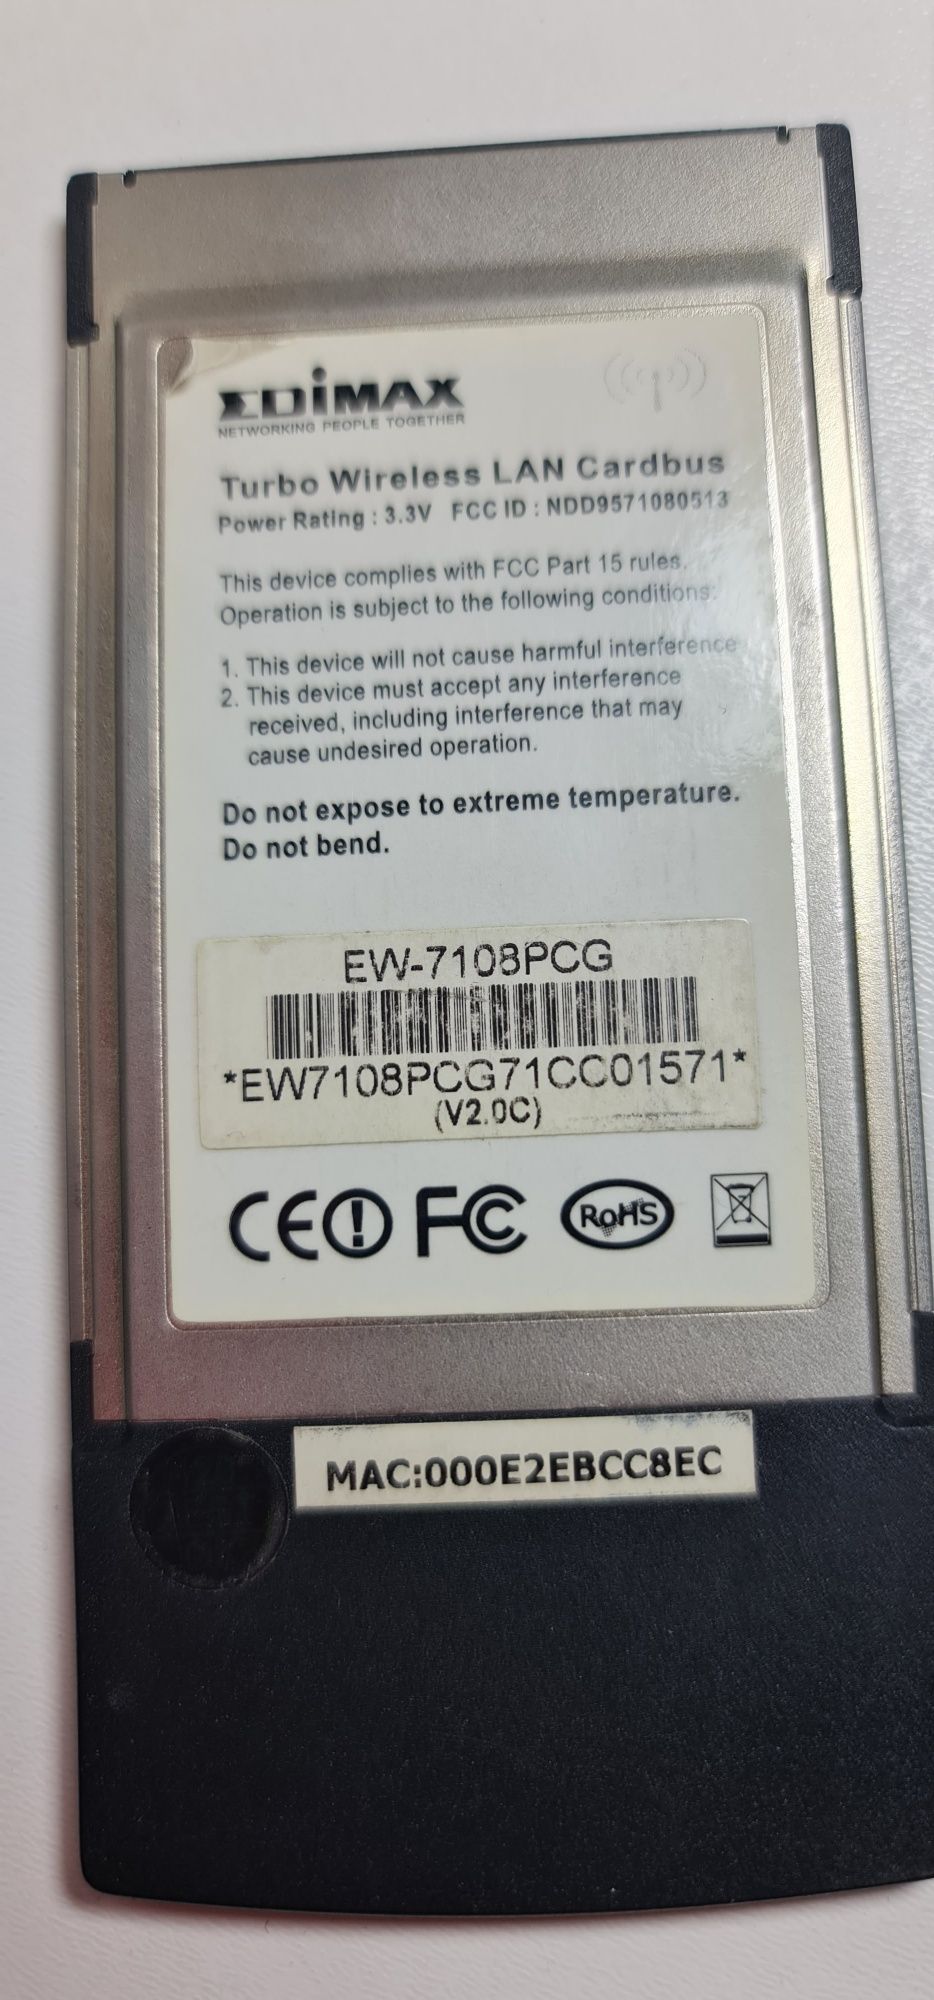 EDiMAX
NETWORKING PEOPLE TOGETHER
Turbo Wireless LAN Cardbus
Power Rating : 3.3V FCC ID : NDD9571080513
This device complies with FCC Part 15 rules.
Operation is subject to the following conditions:
1. This device will not cause harmful interference
2. This device must accept any interference
received, including interference that may
cause undesired operation.
Do not expose to extreme temperature.
Do not bend.
EW-7108PCG
*EW7108PCG71CC01571*
(V2.0C)
CE FC RoHS
MAC:000E2EBCC8EC